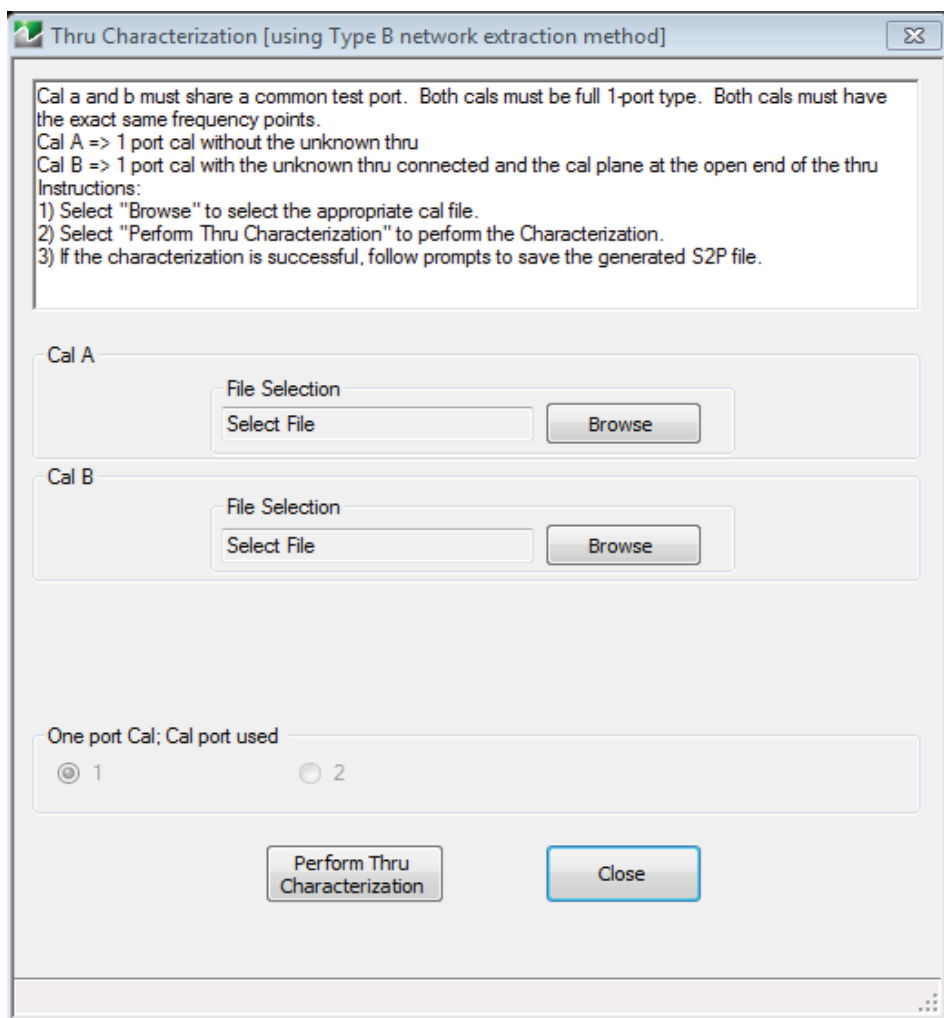 Thru Characterization [using Type B network extraction method]
Cal a and b must share a common test port.  Both cals must be full 1-port type.  Both cals must have
the exact same frequency points.
Cal A => 1 port cal without the unknown thru
Cal B => 1 port cal with the unknown thru connected and the cal plane at the open end of the thru
Instructions:
1) Select "Browse" to select the appropriate cal file.
2) Select "Perform Thru Characterization" to perform the Characterization.
3) If the characterization is successful, follow prompts to save the generated S2P file.
Cal A
File Selection
Select File
Browse
Cal B
File Selection
Select File
Browse
One port Cal; Cal port used
1
2
Perform Thru
Characterization
Close